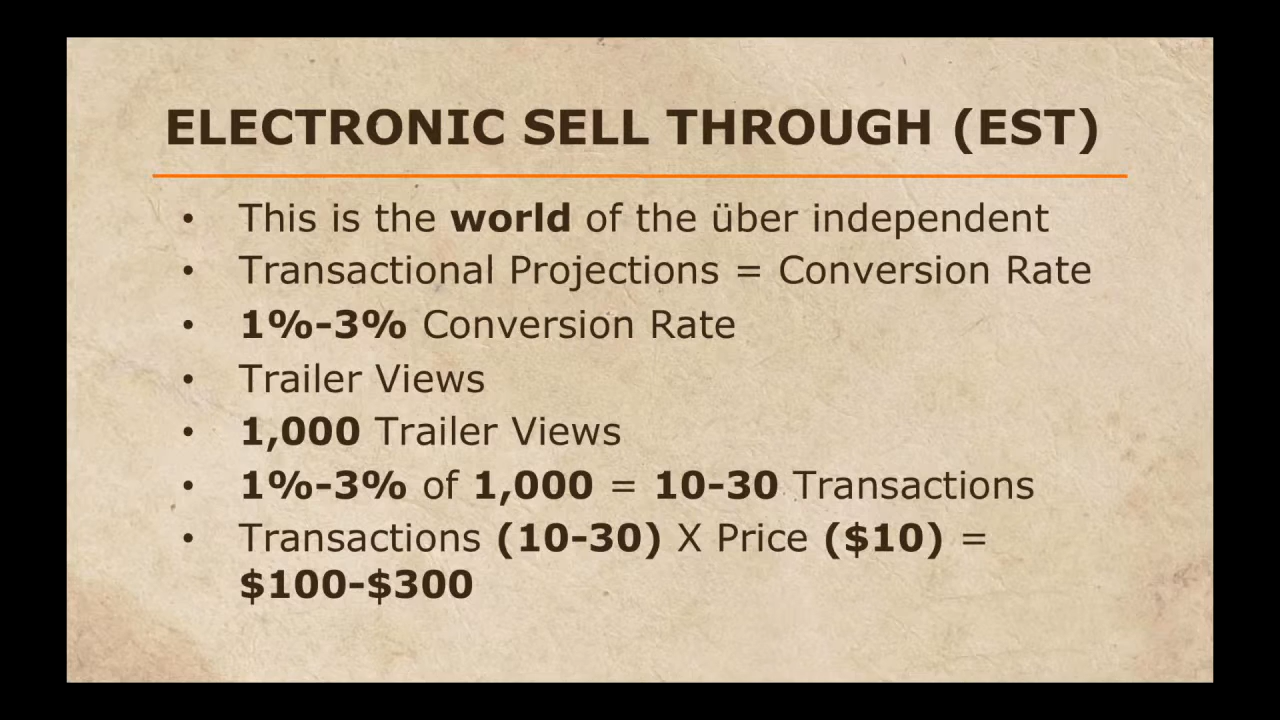 ELECTRONIC SELL THROUGH (EST)
• This is the world of the über independent
• Transactional Projections = Conversion Rate
• 1%-3% Conversion Rate
• Trailer Views
• 1,000 Trailer Views
• 1%-3% of 1,000 = 10-30 Transactions
• Transactions (10-30) X Price ($10) =
$100-$300